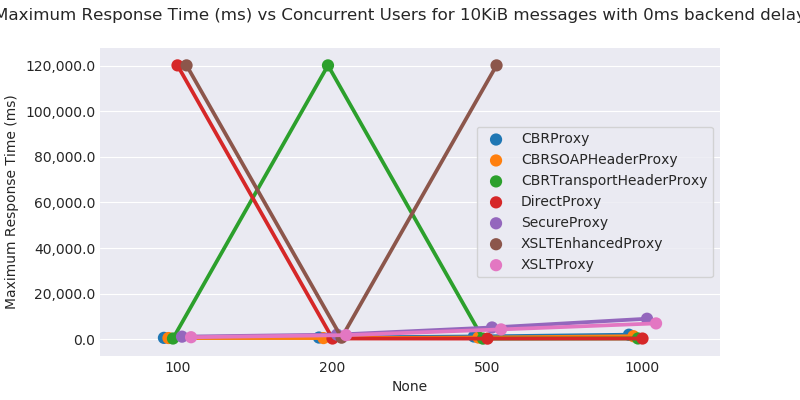 Maximum Response Time (ms) vs Concurrent Users for 10KiB messages with 0ms backend delay
Maximum Response Time (ms)
120,000.0
100,000.0
80,000.0
60,000.0
40,000.0
20,000.0
0.0
CBRProxy
CBRSOAPHeaderProxy
CBRTransportHeaderProxy
DirectProxy
SecureProxy
XSLTEnhancedProxy
XSLTProxy
100 200 500 1000
None